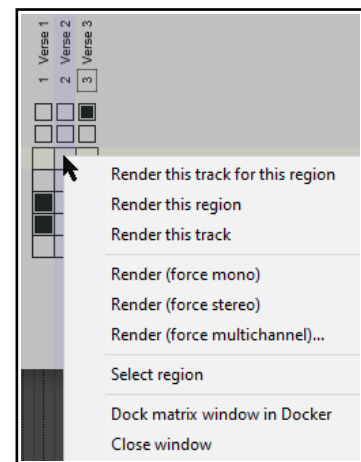 1 Verse 1
2 Verse 2
3 Verse 3
Render this track for this region
Render this region
Render this track
Render (force mono)
Render (force stereo)
Render (force multichannel)...
Select region
Dock matrix window in Docker
Close window